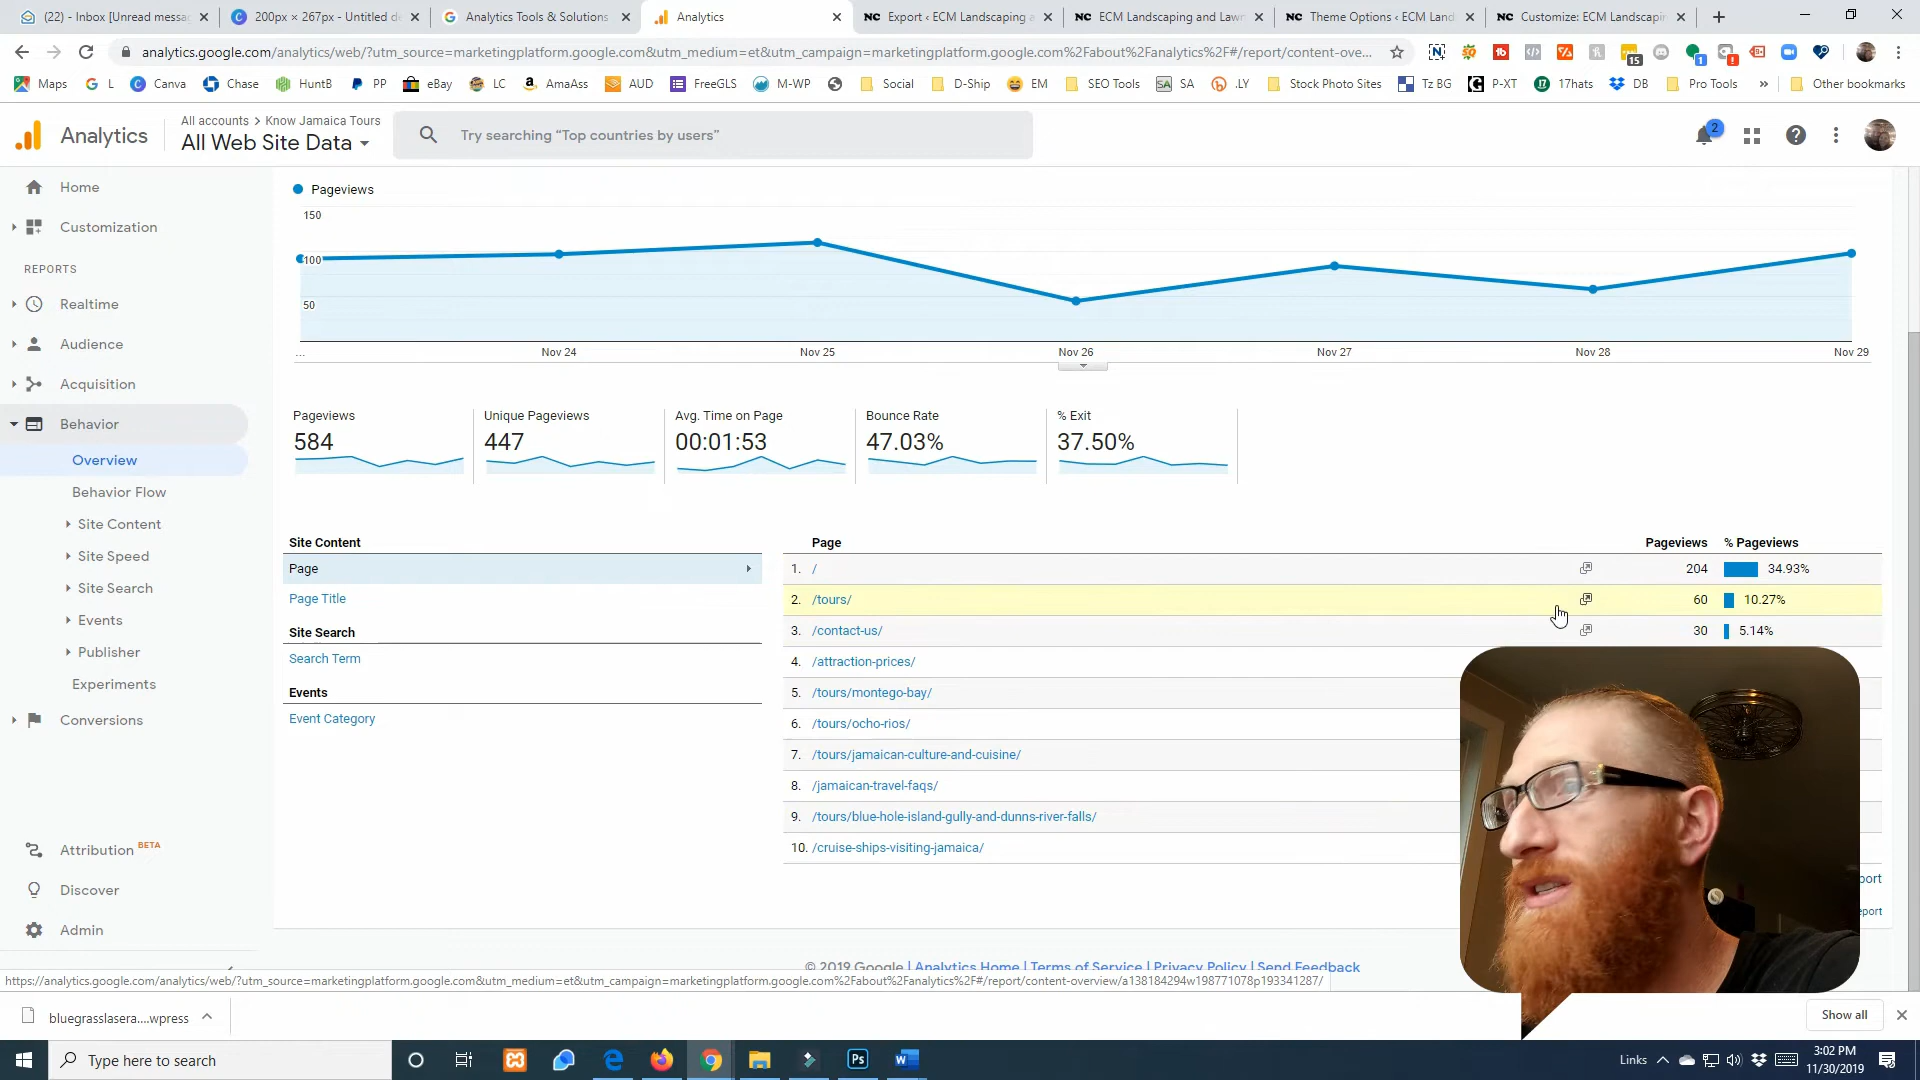 (22) - Inbox [Unread messa
200px × 267px - Untitled de
Analytics Tools & Solutions
Analytics
Export ‹ ECM Landscaping a
ECM Landscaping and Lawn
Theme Options ‹ ECM Land
Customize: ECM Landscapin
analytics.google.com/analytics/web/?utm_source=marketingplatform.google.com&utm_medium=et&utm_campaign=marketingplatform.google.com%2Fabout%2Fanalytics%2F#/report/content-ove...
Maps G L Canva Chase HuntB PP eBay LC AmaAss AUD FreeGLS M-WP Social D-Ship EM SEO Tools SA SA .LY Stock Photo Sites Tz BG P-XT 17hats DB Pro Tools » Other bookmarks
Analytics
All accounts > Know Jamaica Tours
All Web Site Data
Try searching “Top countries by users”
2
Home
Customization
REPORTS
Realtime
Audience
Acquisition
Behavior
Overview
Behavior Flow
Site Content
Site Speed
Site Search
Events
Publisher
Experiments
Conversions
Attribution BETA
Discover
Admin
Pageviews
150
100
50
... Nov 24 Nov 25 Nov 26 Nov 27 Nov 28 Nov 29
Pageviews
584
Unique Pageviews
447
Avg. Time on Page
00:01:53
Bounce Rate
47.03%
% Exit
37.50%
Site Content
Page
Page Title
Site Search
Search Term
Events
Event Category
Page Pageviews % Pageviews
1. / 204 34.93%
2. /tours/ 60 10.27%
3. /contact-us/ 30 5.14%
4. /attraction-prices/
5. /tours/montego-bay/
6. /tours/ocho-rios/
7. /tours/jamaican-culture-and-cuisine/
8. /jamaican-travel-faqs/
9. /tours/blue-hole-island-gully-and-dunns-river-falls/
10. /cruise-ships-visiting-jamaica/
port
eport
© 2019 Google | Analytics Home | Terms of Service | Privacy Policy | Send Feedback
https://analytics.google.com/analytics/web/?utm_source=marketingplatform.google.com&utm_medium=et&utm_campaign=marketingplatform.google.com%2Fabout%2Fanalytics%2F#/report/content-overview/a138184294w198771078p193341287/
bluegrasslasera....wpress
Show all
Type here to search
Links
3:02 PM
11/30/2019